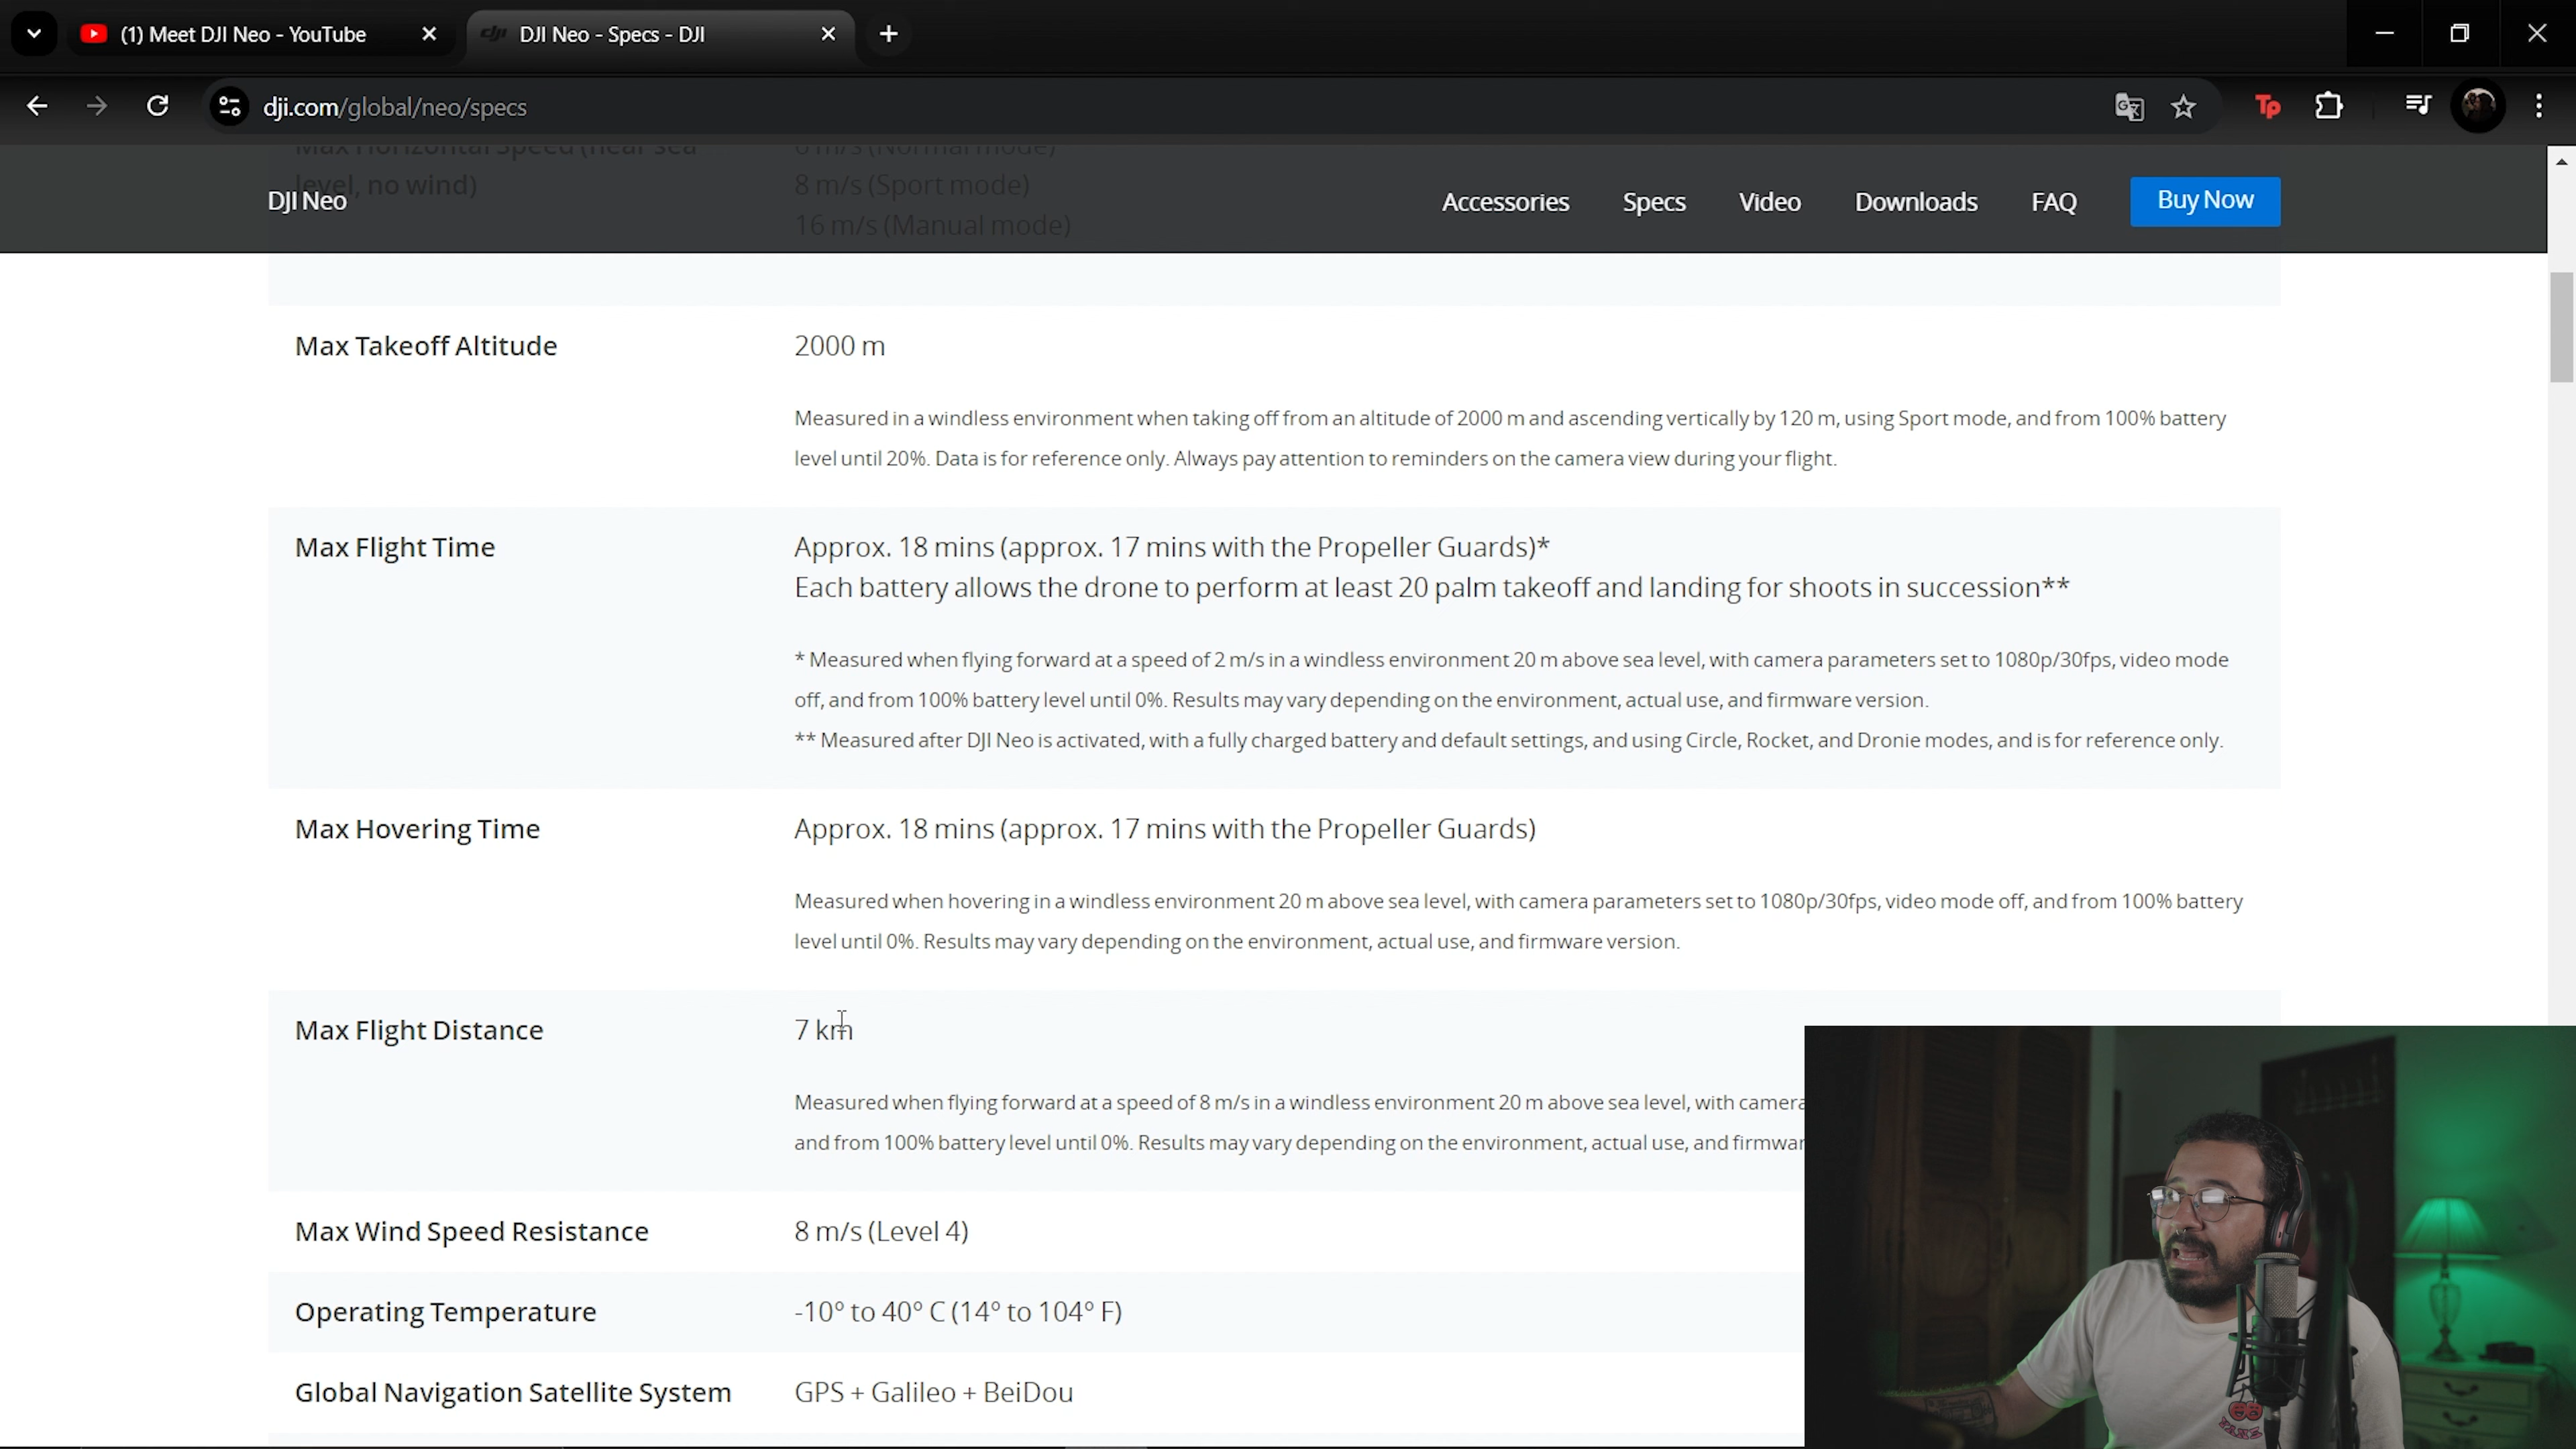 (1) Meet DJI Neo - YouTube
dji
DJI Neo - Specs - DJI
dji.com/global/neo/specs
Tp
Max Horizontal Speed (near sea level, no wind)
6 m/s (Normal mode)
8 m/s (Sport mode)
16 m/s (Manual mode)
DJI Neo
Accessories
Specs
Video
Downloads
FAQ
Buy Now
Max Takeoff Altitude
2000 m
Measured in a windless environment when taking off from an altitude of 2000 m and ascending vertically by 120 m, using Sport mode, and from 100% battery
level until 20%. Data is for reference only. Always pay attention to reminders on the camera view during your flight.
Max Flight Time
Approx. 18 mins (approx. 17 mins with the Propeller Guards)*
Each battery allows the drone to perform at least 20 palm takeoff and landing for shoots in succession**
* Measured when flying forward at a speed of 2 m/s in a windless environment 20 m above sea level, with camera parameters set to 1080p/30fps, video mode
off, and from 100% battery level until 0%. Results may vary depending on the environment, actual use, and firmware version.
** Measured after DJI Neo is activated, with a fully charged battery and default settings, and using Circle, Rocket, and Dronie modes, and is for reference only.
Max Hovering Time
Approx. 18 mins (approx. 17 mins with the Propeller Guards)
Measured when hovering in a windless environment 20 m above sea level, with camera parameters set to 1080p/30fps, video mode off, and from 100% battery
level until 0%. Results may vary depending on the environment, actual use, and firmware version.
Max Flight Distance
7 km
Measured when flying forward at a speed of 8 m/s in a windless environment 20 m above sea level, with camera
and from 100% battery level until 0%. Results may vary depending on the environment, actual use, and firmwar
Max Wind Speed Resistance
8 m/s (Level 4)
Operating Temperature
-10° to 40° C (14° to 104° F)
Global Navigation Satellite System
GPS + Galileo + BeiDou